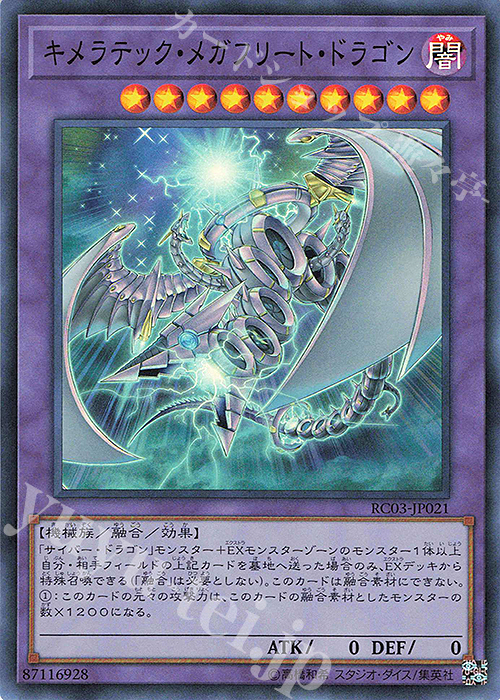 キメラテック・メガフリート・ドラゴン
闇
RC03-JP021
【機械族／融合／効果】
「サイバー・ドラゴン」モンスター＋EXモンスターゾーンのモンスター1体以上
自分・相手フィールドの上記カードを墓地へ送った場合のみ、EXデッキから
特殊召喚できる(「融合」は必要としない)。このカードは融合素材にできない。
①：このカードの元々の攻撃力は、このカードの融合素材としたモンスターの
数×1200になる。
ATK/ 0 DEF/ 0
87116928
©高橋和希 スタジオ・ダイス/集英社